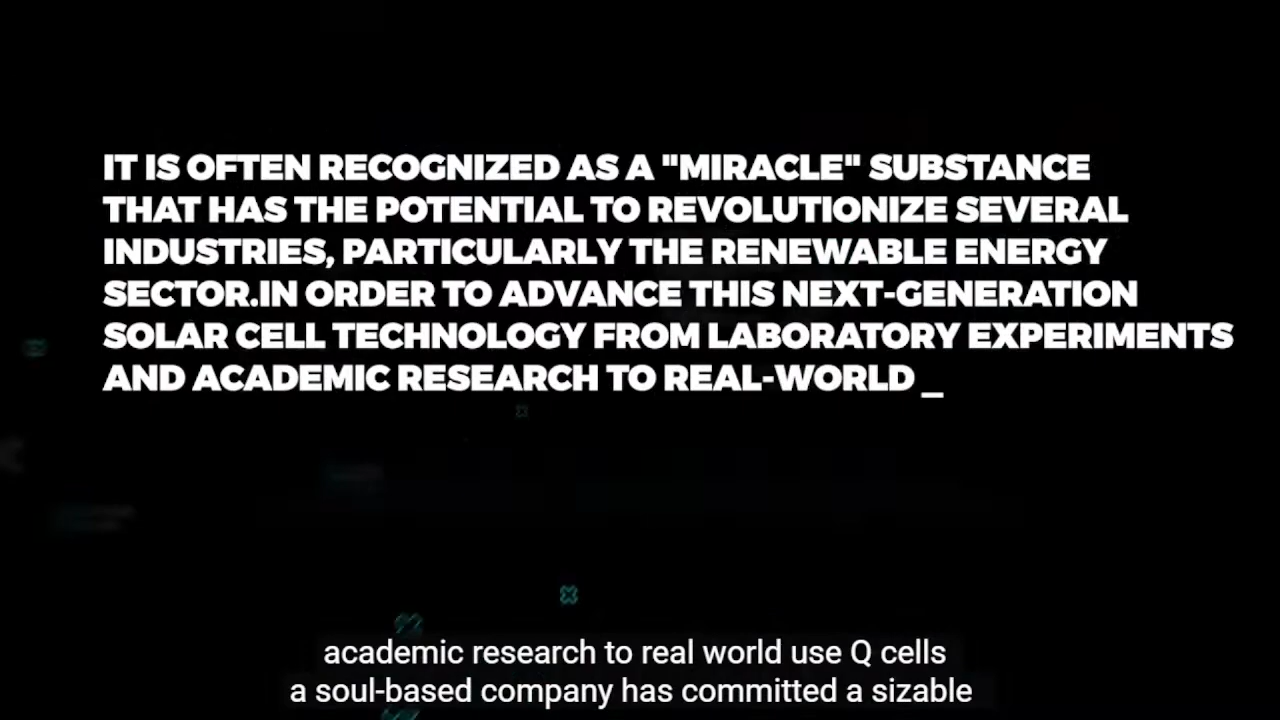 IT IS OFTEN RECOGNIZED AS A "MIRACLE" SUBSTANCE
THAT HAS THE POTENTIAL TO REVOLUTIONIZE SEVERAL
INDUSTRIES, PARTICULARLY THE RENEWABLE ENERGY
SECTOR.IN ORDER TO ADVANCE THIS NEXT-GENERATION
SOLAR CELL TECHNOLOGY FROM LABORATORY EXPERIMENTS
AND ACADEMIC RESEARCH TO REAL-WORLD _
academic research to real world use Q cells
a soul-based company has committed a sizable